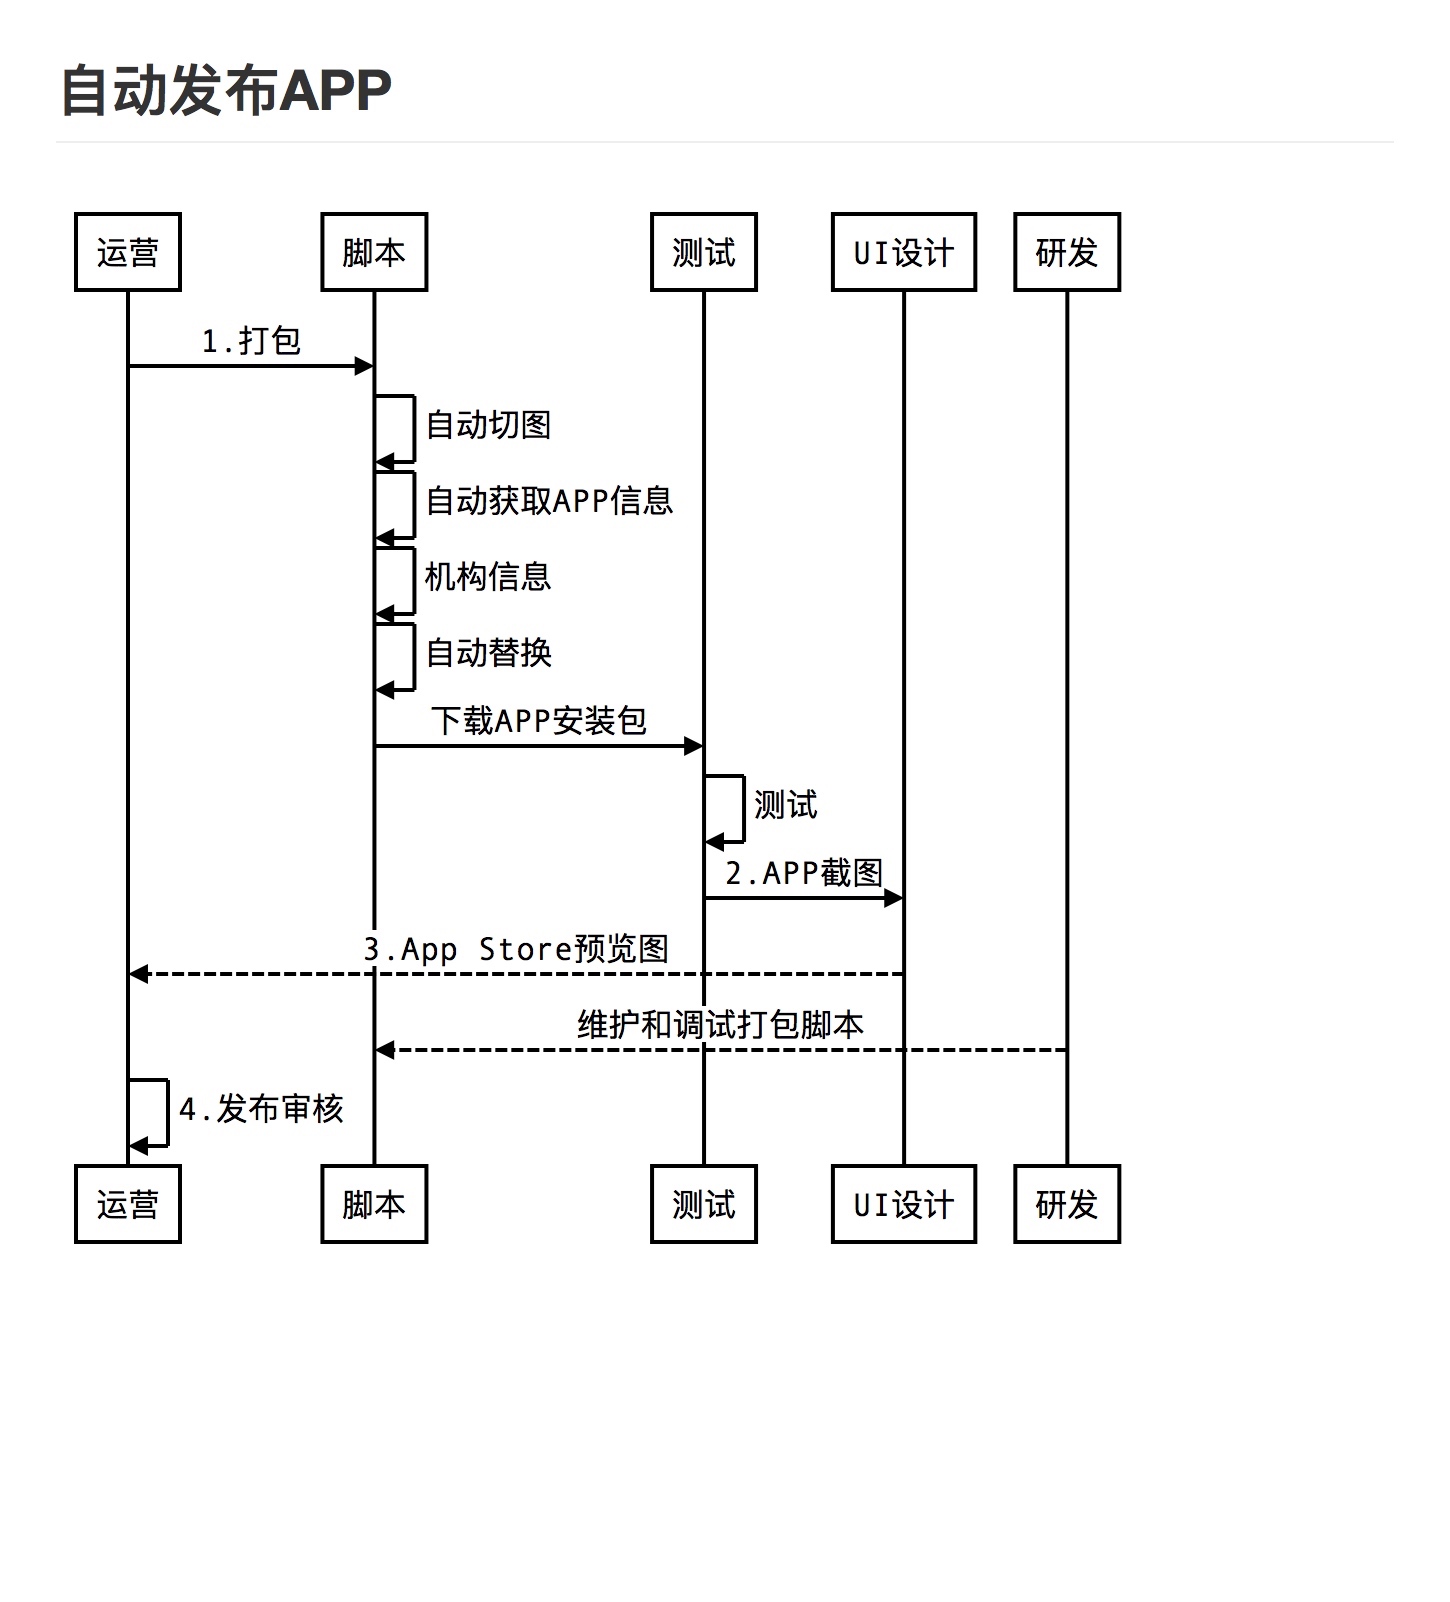 自动发布APP
运营 脚本 测试 UI设计 研发
1.打包
自动切图
自动获取APP信息
机构信息
自动替换
下载APP安装包
测试
2.APP截图
3.App Store预览图
维护和调试打包脚本
4.发布审核
运营 脚本 测试 UI设计 研发